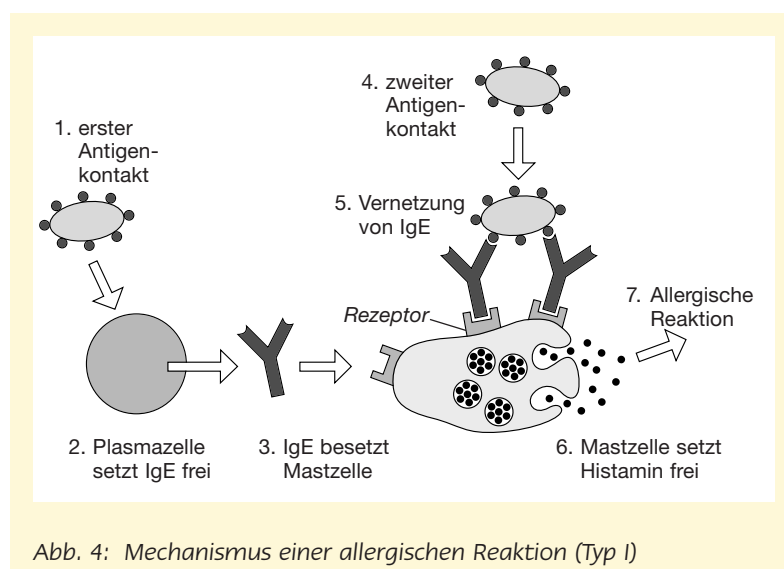 1. erster
Antigen-
kontakt
2. Plasmazelle
setzt IgE frei
3. IgE besetzt
Mastzelle
4. zweiter
Antigen-
kontakt
5. Vernetzung
von IgE
Rezeptor
6. Mastzelle setzt
Histamin frei
7. Allergische
Reaktion
Abb. 4: Mechanismus einer allergischen Reaktion (Typ I)